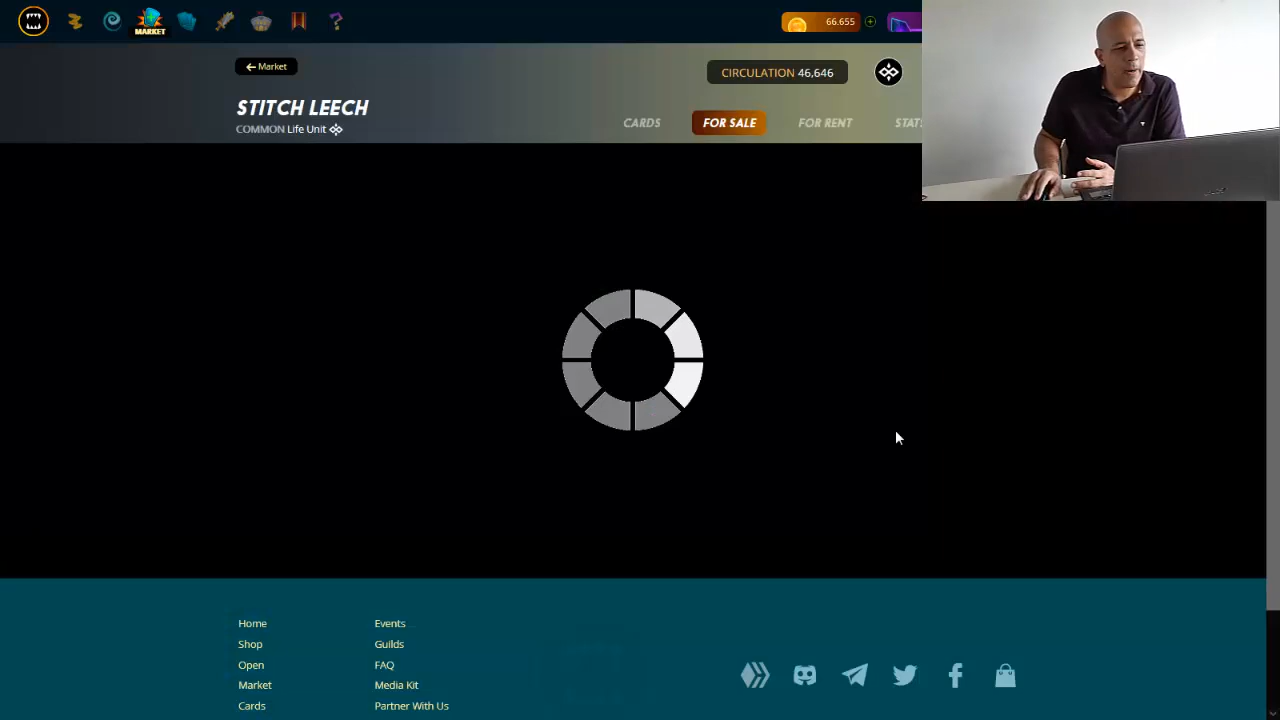 MARKET
66.655
Market
CIRCULATION 46,646
STITCH LEECH
COMMON Life Unit
CARDS
FOR SALE
FOR RENT
STATS
Home
Events
Shop
Guilds
Open
FAQ
Market
Media Kit
Cards
Partner With Us